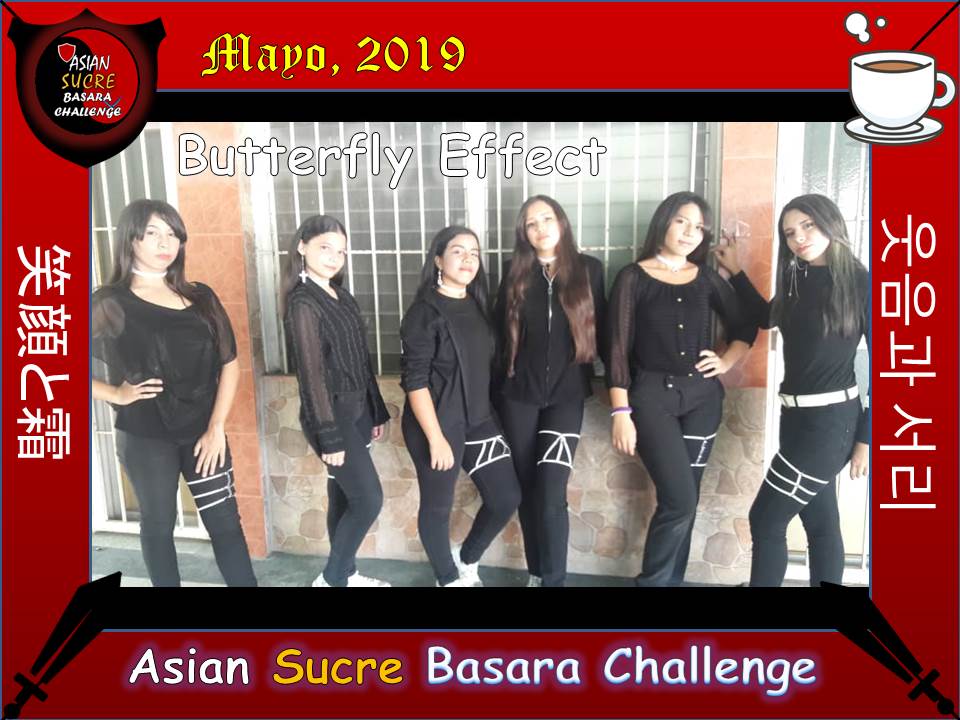 ASIAN
SUCRE
BASARA
CHALLENGE
Mayo, 2019
Butterfly Effect
笑顔と霜
웃음과 서리
Asian Sucre Basara Challenge